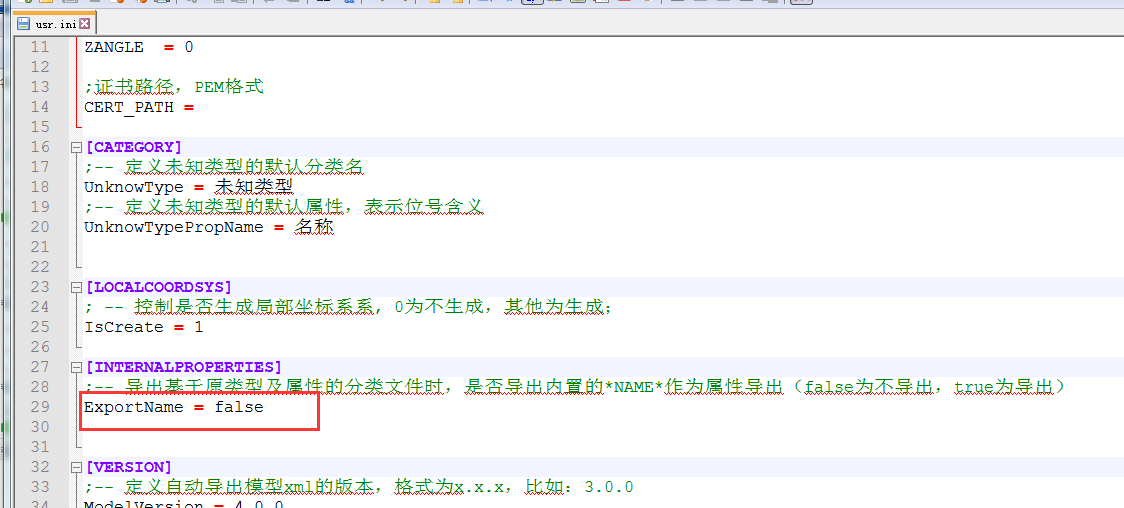 usr.ini
11 ZANGLE  = 0
12
13 ;证书路径，PEM格式
14 CERT_PATH =
15
16 [CATEGORY]
17 ;-- 定义未知类型的默认分类名
18 UnknowType = 未知类型
19 ;-- 定义未知类型的默认属性，表示位号含义
20 UnknowTypePropName = 名称
21
22
23 [LOCALCOORDSYS]
24 ; -- 控制是否生成局部坐标系系，0为不生成，其他为生成；
25 IsCreate = 1
26
27 [INTERNALPROPERTIES]
28 ;-- 导出基于原类型及属性的分类文件时，是否导出内置的*NAME*作为属性导出（false为不导出，true为导出）
29 ExportName = false
30
31
32 [VERSION]
33 ;-- 定义自动导出模型xml的版本，格式为x.x.x，比如：3.0.0
34 ModelVersion = 4.0.0